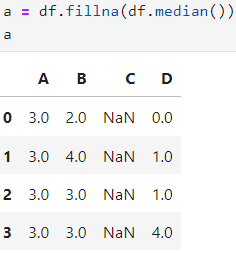 a = df.fillna(df.median())
a
A B C D
0 3.0 2.0 NaN 0.0
1 3.0 4.0 NaN 1.0
2 3.0 3.0 NaN 1.0
3 3.0 3.0 NaN 4.0